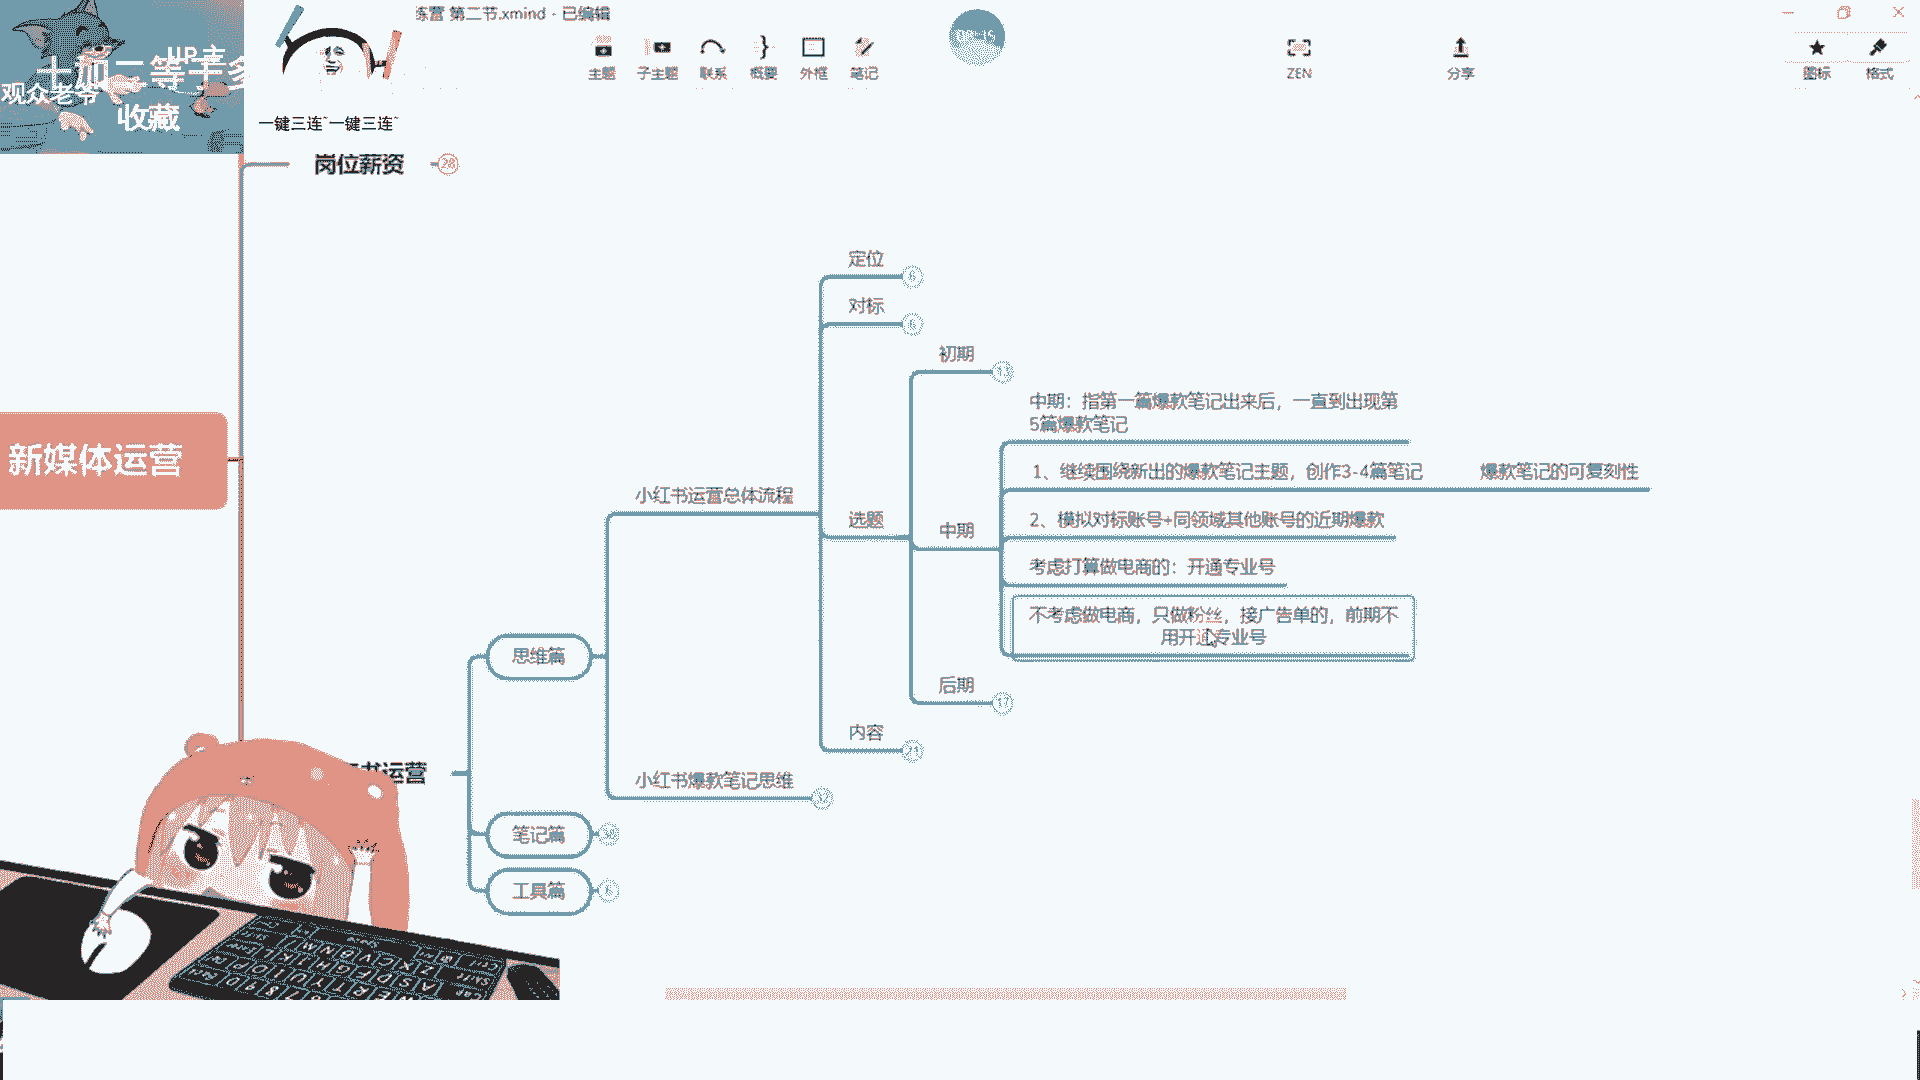 练营 第二节.xmind - 已编辑
UP主
观众老爷
收藏
一键三连~一键三连~
主题
子主题
联系
概要
外框
笔记
ZEN
分享
图标
格式
岗位薪资
28
定位
6
对标
6
初期
13
中期：指第一篇爆款笔记出来后，一直到出现第
5篇爆款笔记
1、继续围绕新出的爆款笔记主题，创作3-4篇笔记
爆款笔记的可复刻性
新媒体运营
小红书运营总体流程
选题
中期
2、模拟对标账号+同领域其他账号的近期爆款
考虑打算做电商的：开通专业号
不考虑做电商，只做粉丝，接广告单的，前期不
用开通专业号
思维篇
后期
17
内容
21
书运营
小红书爆款笔记思维
笔记篇
工具篇
6